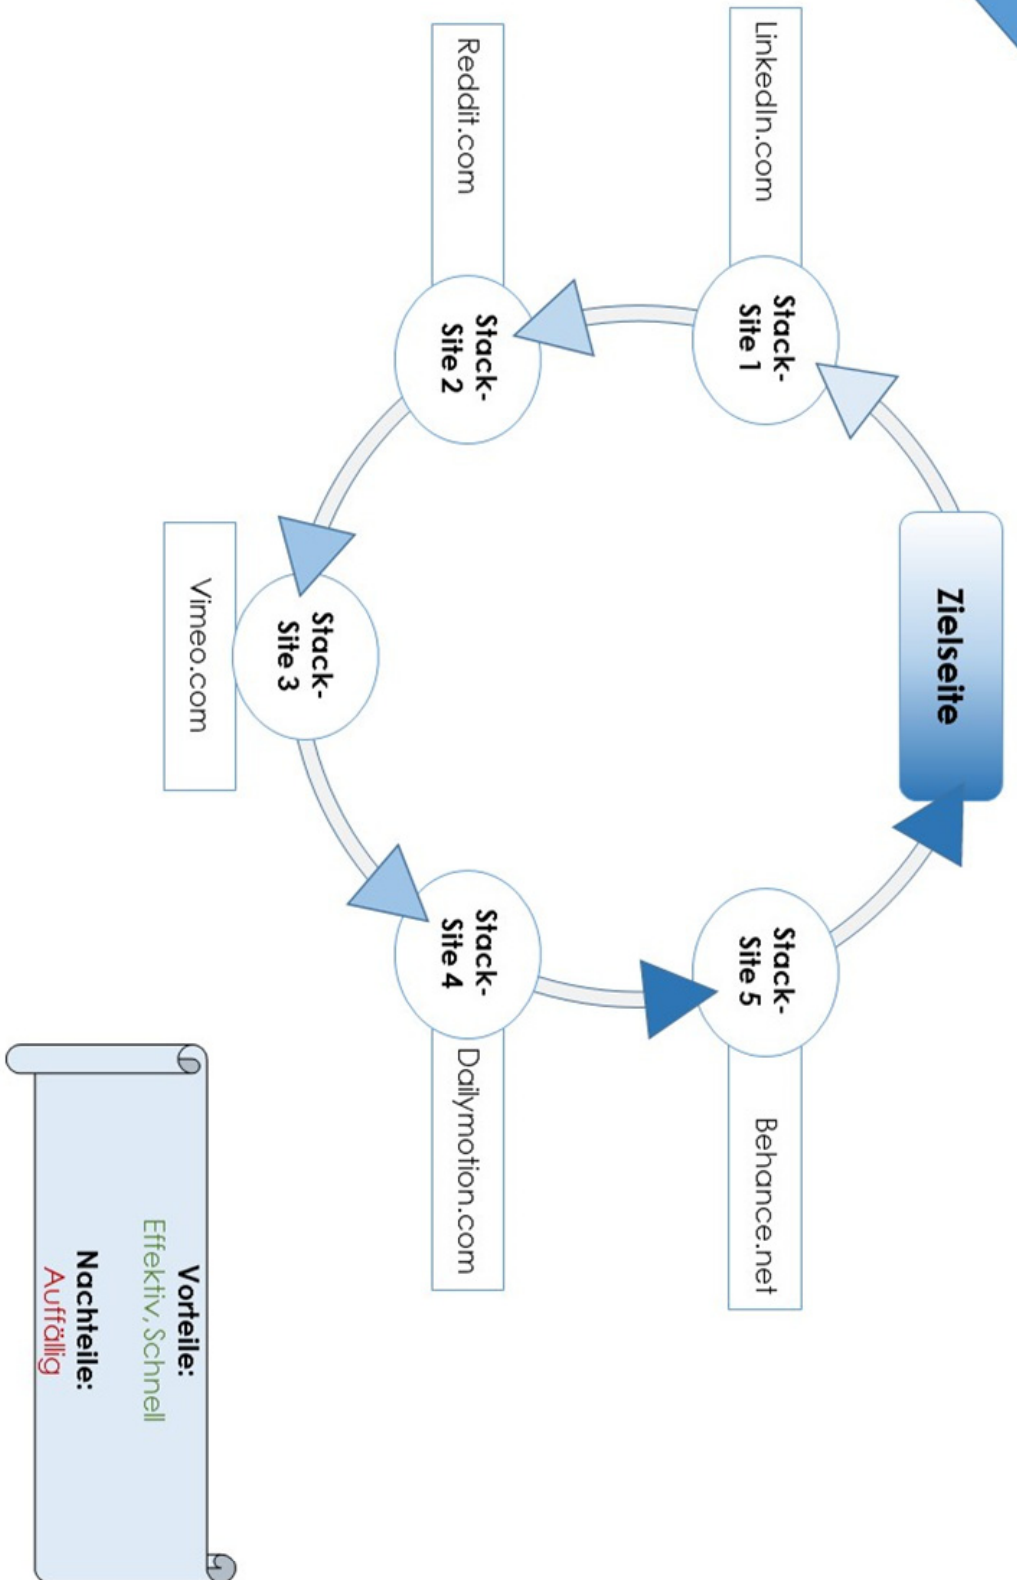 Zielseite
LinkedIn.com
Stack-
Site 1
Stack-
Site 5
Behance.net
Reddit.com
Stack-
Site 2
Stack-
Site 4
Dailymotion.com
Stack-
Site 3
Vimeo.com
Vorteile:
Effektiv, Schnell
Nachteile:
Auffällig